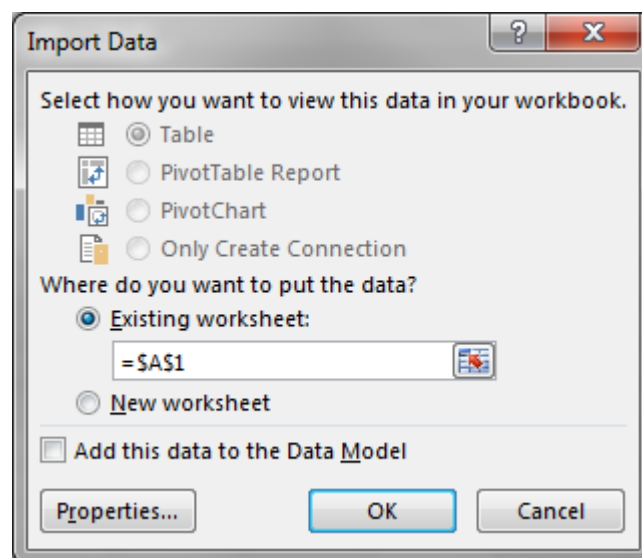 Import Data
?
Select how you want to view this data in your workbook.
Table
PivotTable Report
PivotChart
Only Create Connection
Where do you want to put the data?
Existing worksheet:
=$A$1
New worksheet
Add this data to the Data Model
Properties... OK Cancel